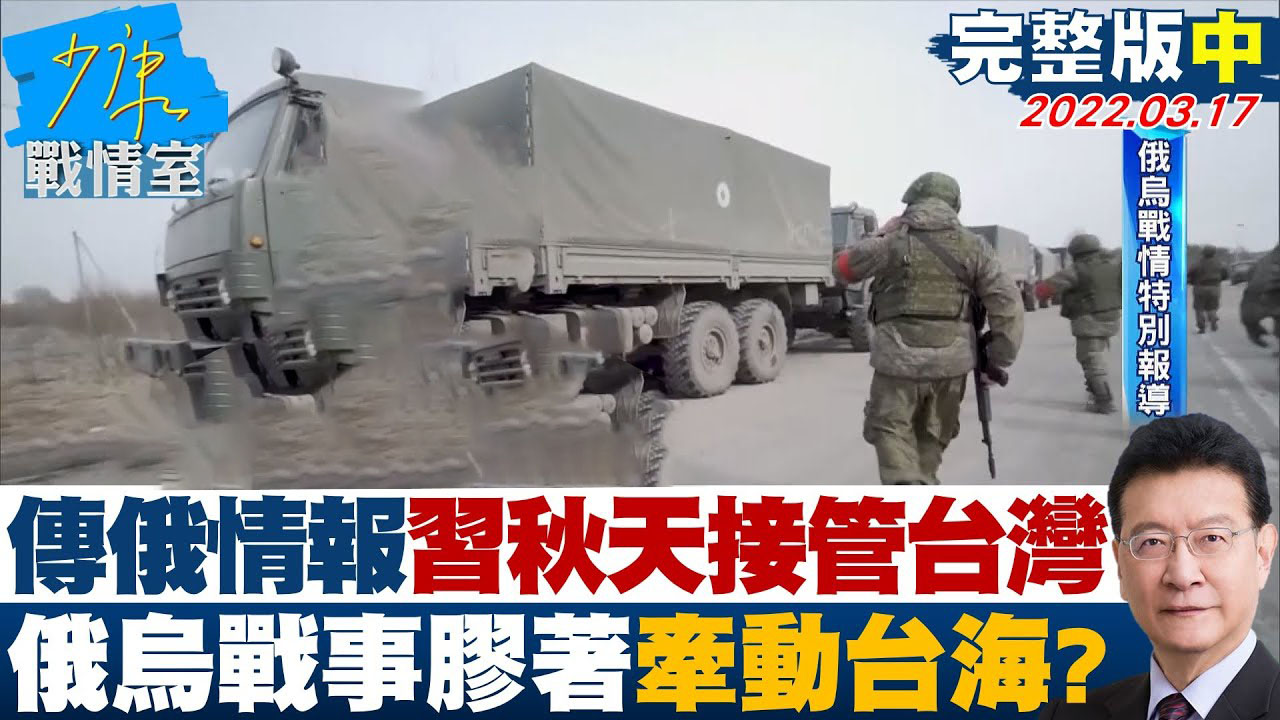 少康
戰情室
完整版中
2022.03.17
俄烏戰情特別報導
傳俄情報習秋天接管台灣
俄烏戰事膠著牽動台海?